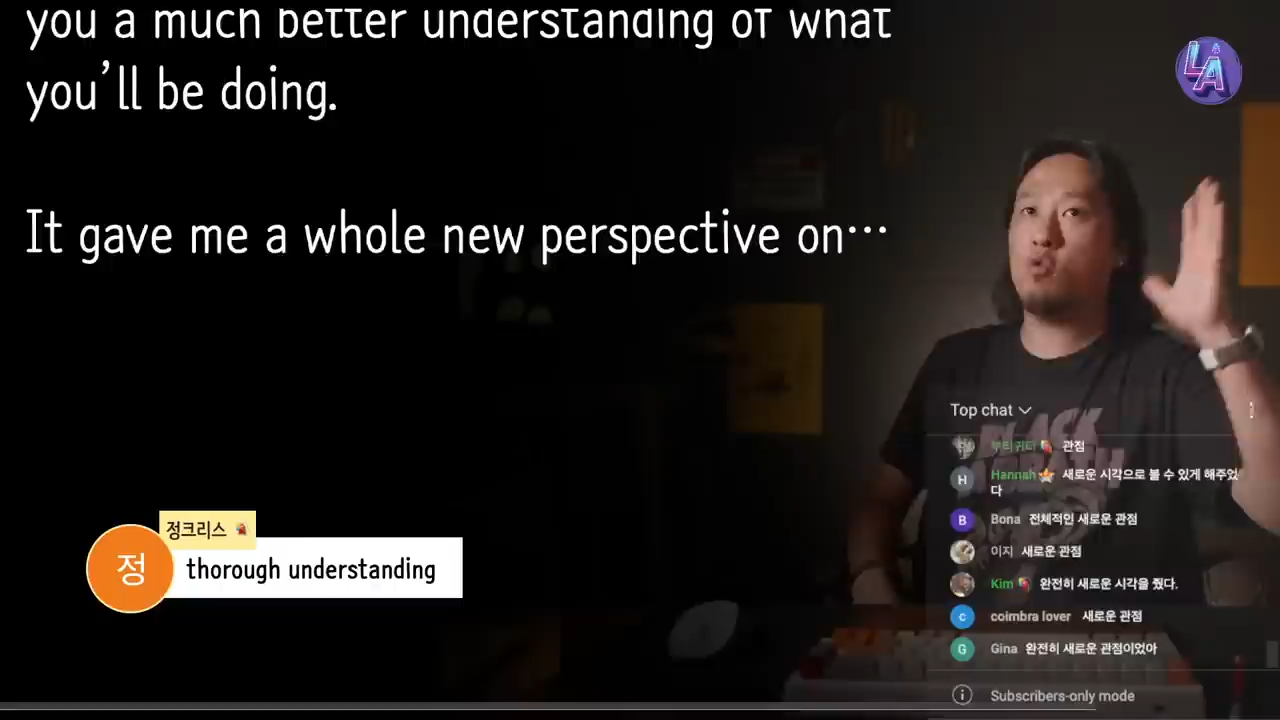 you a much better understanding of what
you'll be doing.
It gave me a whole new perspective on…
LA
정크리스
정
thorough understanding
Top chat
관점
H Hannah 새로운 시각으로 볼 수 있게 해주었
다
B Bona 전체적인 새로운 관점
이지 새로운 관점
Kim 완전히 새로운 시각을 줬다.
c coimbra lover 새로운 관점
G Gina 완전히 새로운 관점이었아
Subscribers-only mode
BLACK